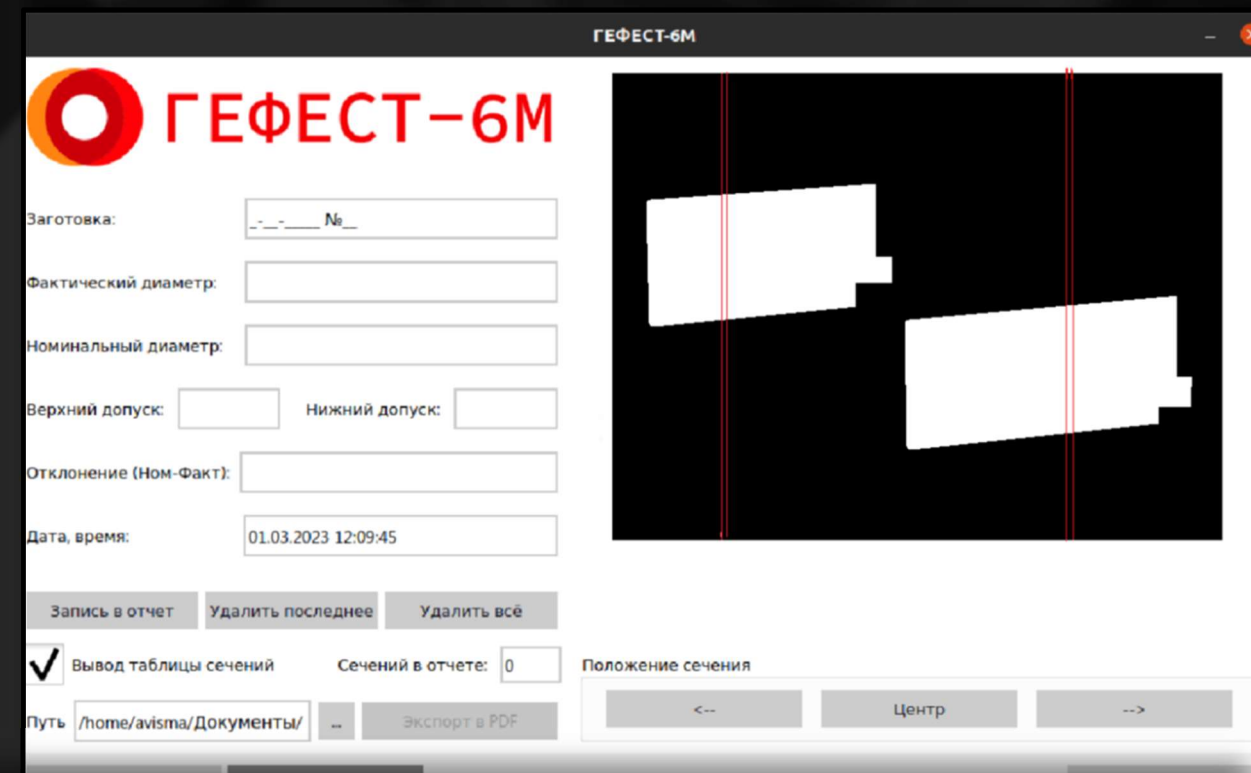 ГЕФЕСТ-6М
ГЕФЕСТ-6М
Заготовка: _-__-____ №__
Фактический диаметр:
Номинальный диаметр:
Верхний допуск: Нижний допуск:
Отклонение (Ном-Факт):
Дата, время: 01.03.2023 12:09:45
Запись в отчет Удалить последнее Удалить всё
Вывод таблицы сечений Сечений в отчете: 0
Положение сечения
Путь /home/avisma/Документы/ ... Экспорт в PDF
<-- Центр -->